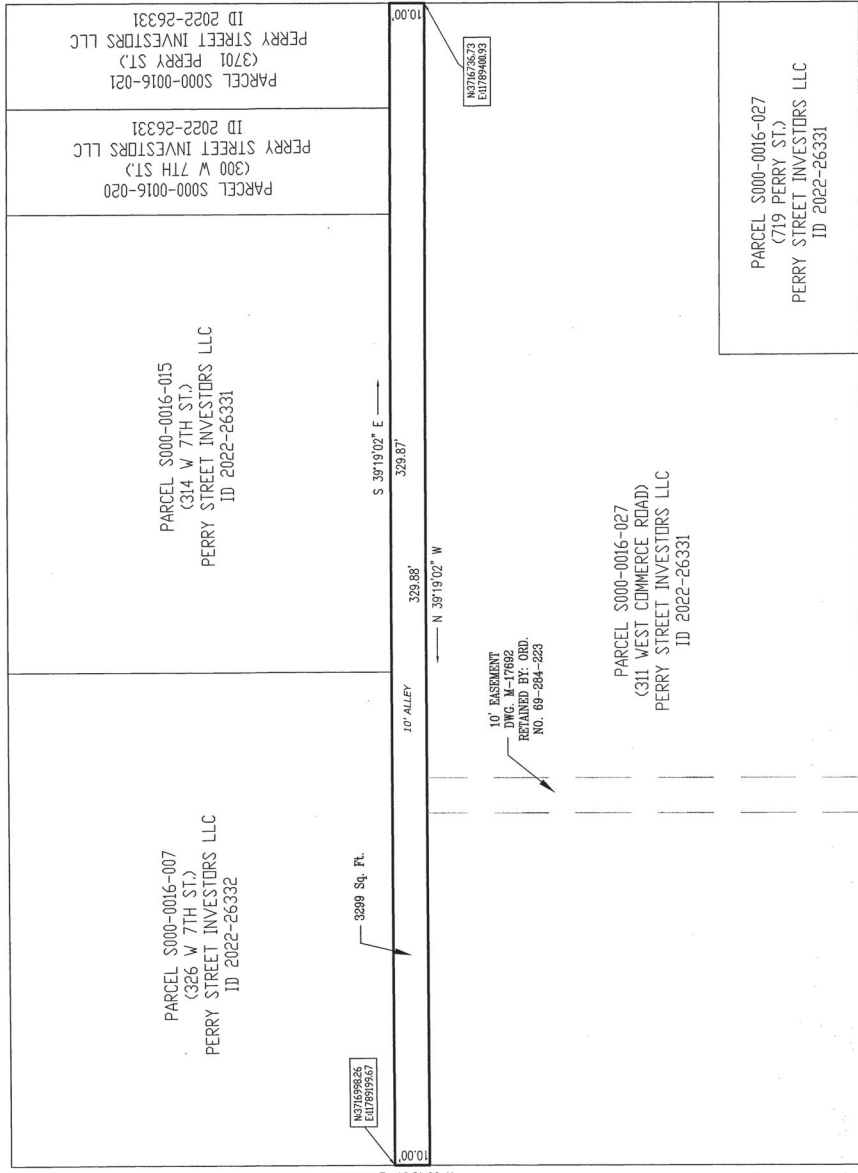 PARCEL S000-0016-021
(3701 PERRY ST.)
PERRY STREET INVESTORS LLC
ID 2022-26331
PARCEL S000-0016-020
(300 W 7TH ST.)
PERRY STREET INVESTORS LLC
ID 2022-26331
PARCEL S000-0016-015
(314 W 7TH ST.)
PERRY STREET INVESTORS LLC
ID 2022-26331
PARCEL S000-0016-007
(326 W 7TH ST.)
PERRY STREET INVESTORS LLC
ID 2022-26332
10.00'
N:3716736.73
E:11789400.93
S 39°19'02" E
329.87'
329.88'
N 39°19'02" W
10' ALLEY
3299 Sq. Ft.
N:3716998.26
E:11789199.67
10.00'
10' EASEMENT
DWG. M-17692
RETAINED BY: ORD.
NO. 69-284-223
PARCEL S000-0016-027
(311 WEST COMMERCE ROAD)
PERRY STREET INVESTORS LLC
ID 2022-26331
PARCEL S000-0016-027
(719 PERRY ST.)
PERRY STREET INVESTORS LLC
ID 2022-26331